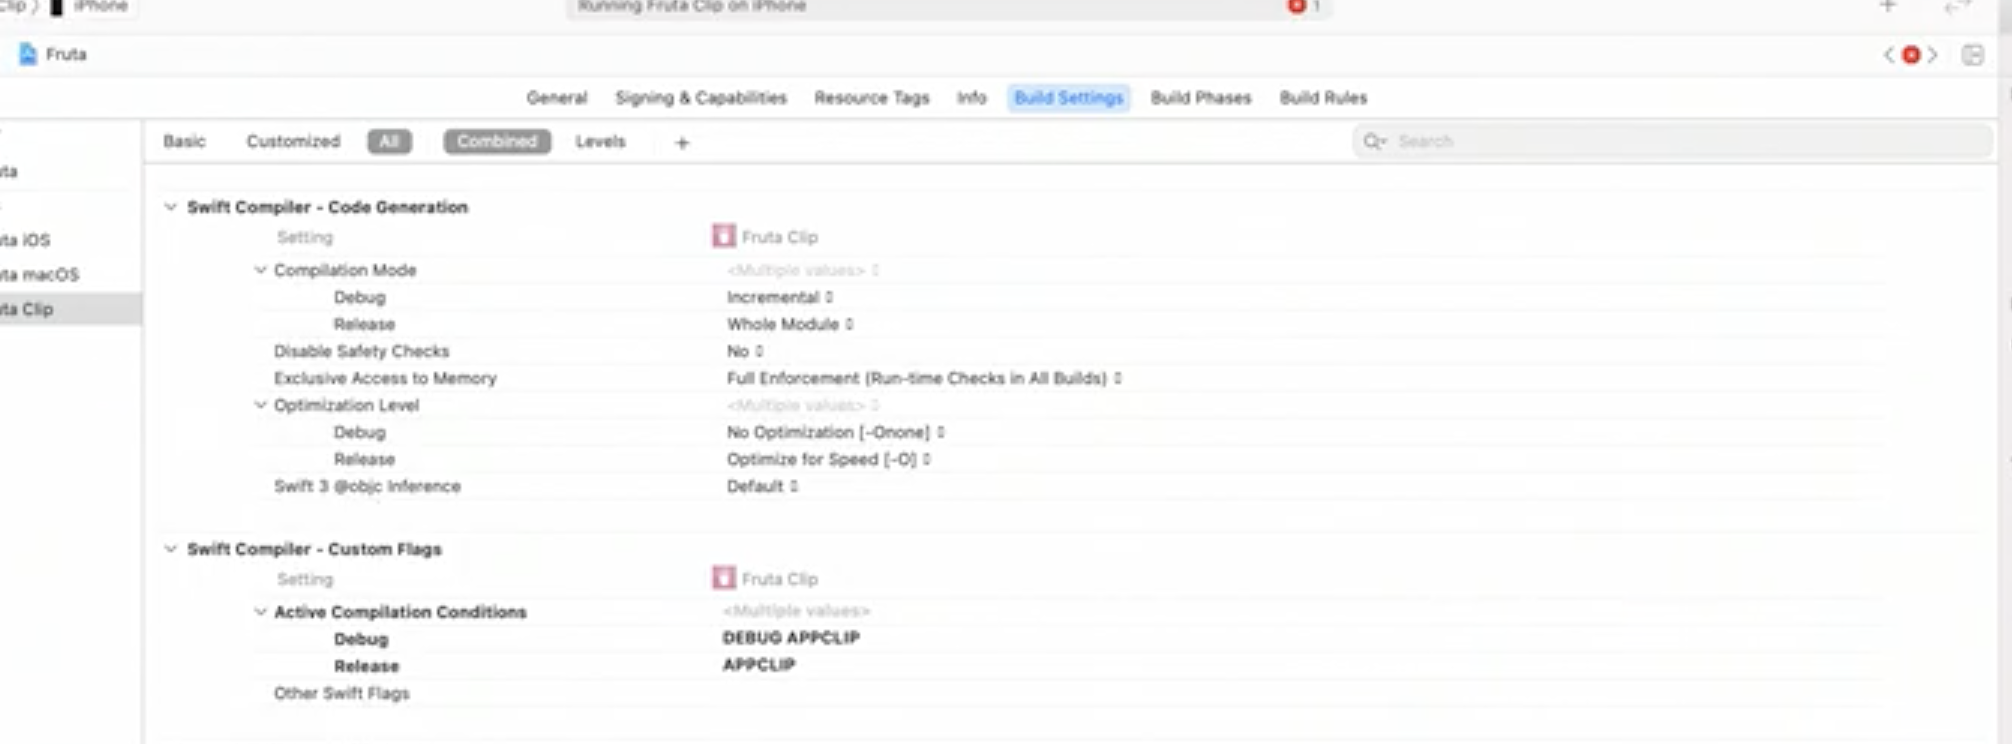 Clip ⟩ iPhone Running Fruta Clip on iPhone 1
Fruta
General Signing & Capabilities Resource Tags Info Build Settings Build Phases Build Rules
Basic Customized All Combined Levels + Search
ta
Swift Compiler - Code Generation
Setting Fruta Clip
ta iOS
Compilation Mode <Multiple values>
ta macOS
Debug Incremental
ta Clip
Release Whole Module
Disable Safety Checks No
Exclusive Access to Memory Full Enforcement (Run-time Checks in All Builds)
Optimization Level <Multiple values>
Debug No Optimization [-Onone]
Release Optimize for Speed [-O]
Swift 3 @objc Inference Default
Swift Compiler - Custom Flags
Setting Fruta Clip
Active Compilation Conditions <Multiple values>
Debug DEBUG APPCLIP
Release APPCLIP
Other Swift Flags